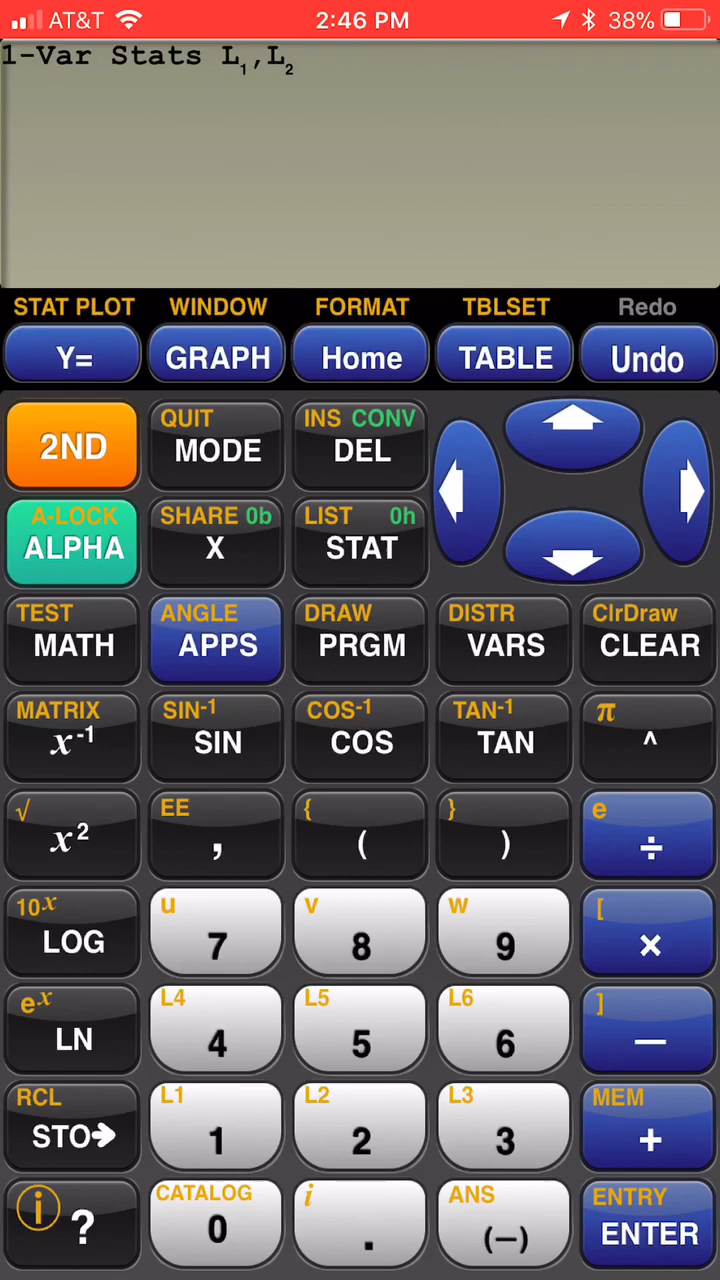 AT&T 2:46 PM 38%
1-Var Stats L₁,L₂
STAT PLOT WINDOW FORMAT TBLSET Redo
Y= GRAPH Home TABLE Undo
QUIT INS CONV
2ND MODE DEL
A-LOCK SHARE 0b LIST 0h
ALPHA X STAT
TEST ANGLE DRAW DISTR ClrDraw
MATH APPS PRGM VARS CLEAR
MATRIX SIN⁻¹ COS⁻¹ TAN⁻¹ π
x⁻¹ SIN COS TAN ^
√ EE { } e
x² , ( ) ÷
10ˣ u v w [
LOG 7 8 9 ×
eˣ L4 L5 L6 ]
LN 4 5 6 —
RCL L1 L2 L3 MEM
STO➔ 1 2 3 +
i CATALOG i ANS ENTRY
? 0 . (—) ENTER